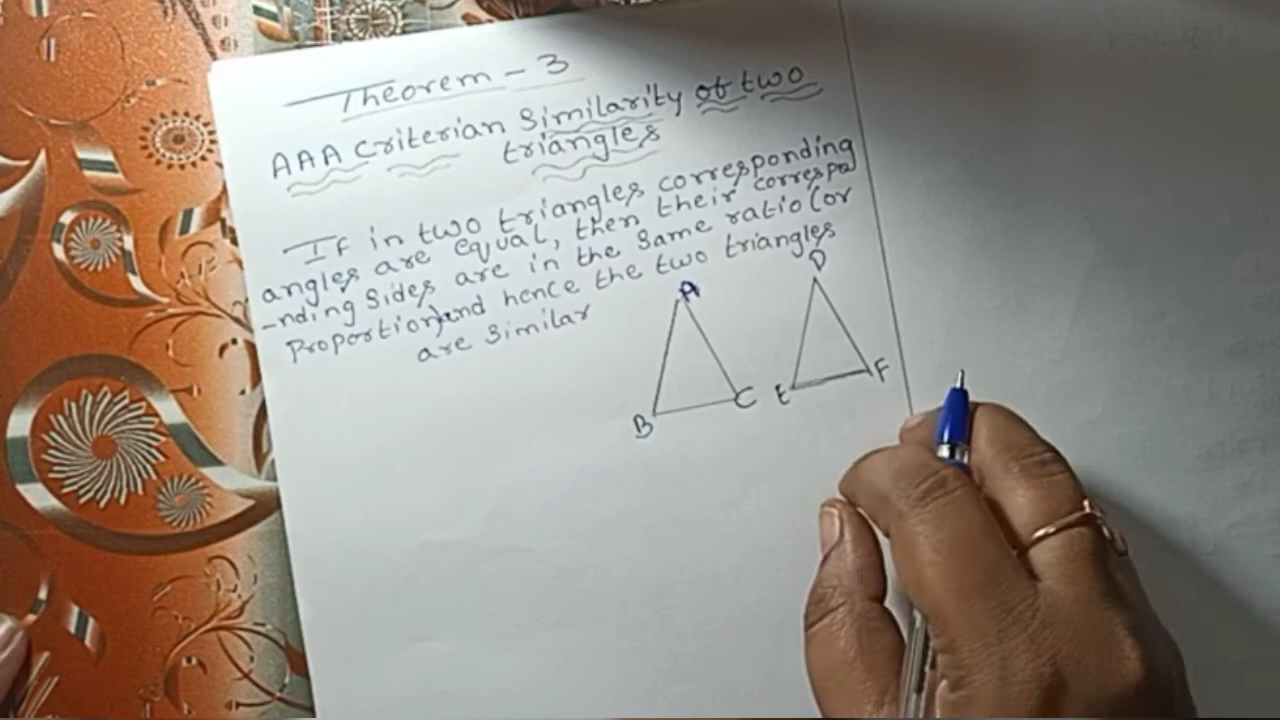 Theorem - 3
AAA Criterian Similarity of two
triangles
If in two triangles corresponding
angles are equal, then their correspo
-nding sides are in the same ratio (or
proportion) and hence the two triangles
are similar
A
D
B
C
E
F